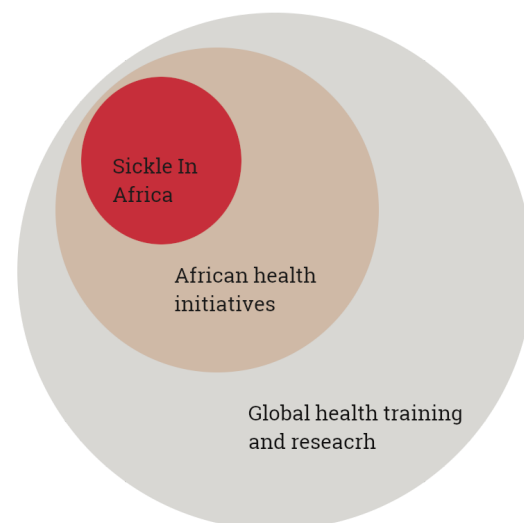 Sickle In
Africa
African health
initiatives
Global health training
and reseacrh